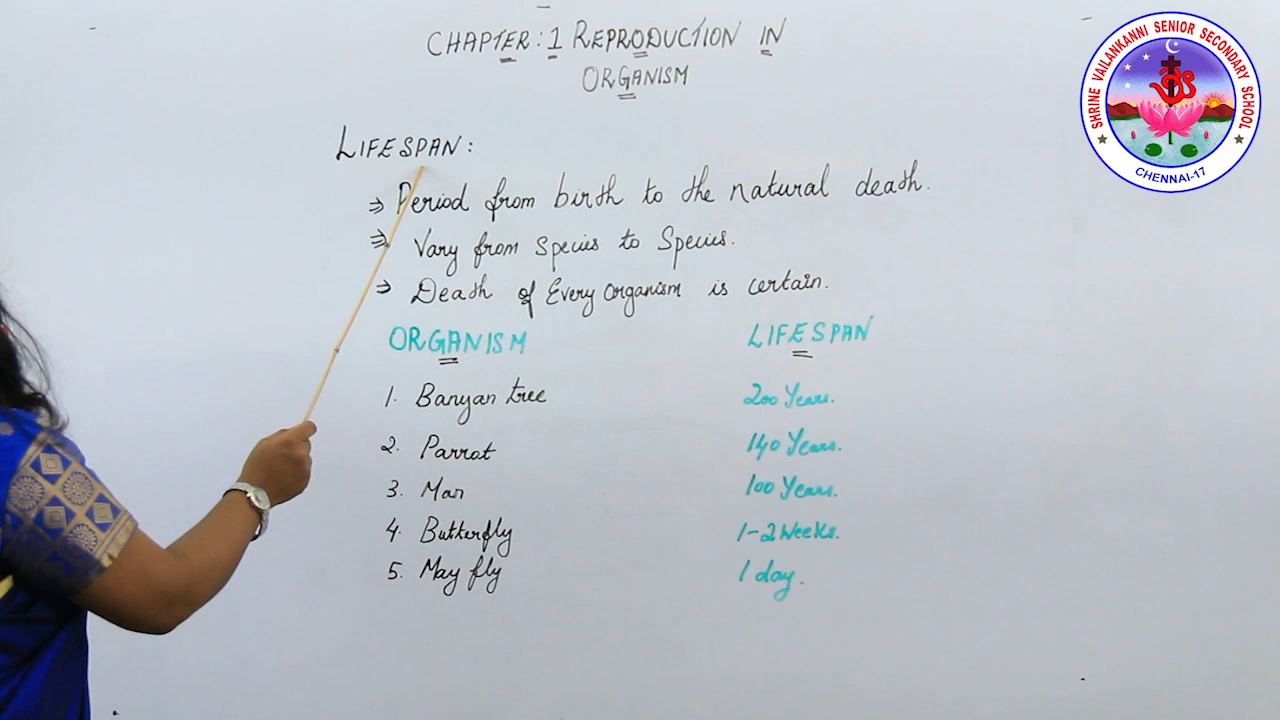 CHAPTER: 1 REPRODUCTION IN
ORGANISM
LIFESPAN:
⇒ Period from birth to the natural death.
⇒ Vary from Species to Species.
⇒ Death of Every Organism is certain.
ORGANISM LIFESPAN
1. Banyan tree 200 Years.
2. Parrot 140 Years.
3. Man 100 Years.
4. Butterfly 1-2 Weeks.
5. May fly 1 day.
SHRINE VAILANKANNI SENIOR SECONDARY SCHOOL
CHENNAI-17